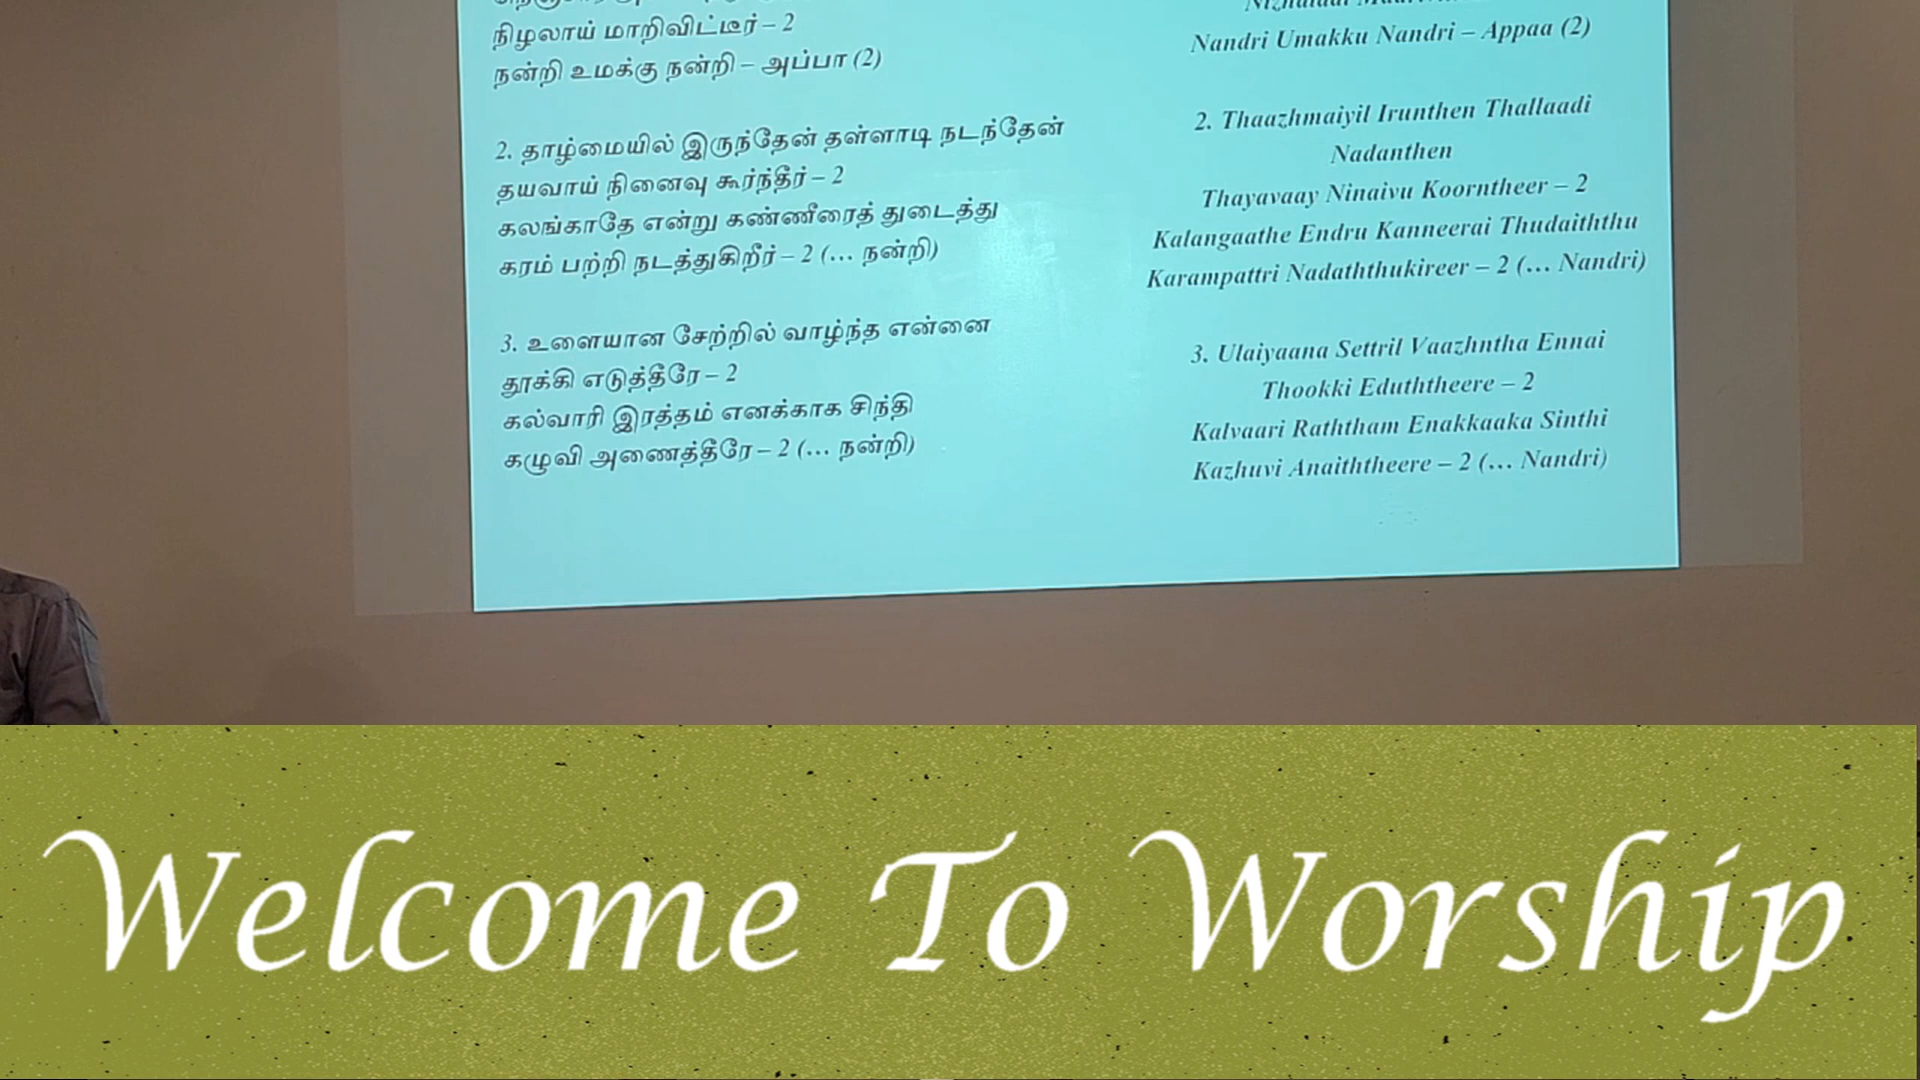 நிழலாய் மாறிவிட்டீர் – 2
நன்றி உமக்கு நன்றி – அப்பா (2)
2. தாழ்மையில் இருந்தேன் தள்ளாடி நடந்தேன்
தயவாய் நினைவு கூர்ந்தீர் – 2
கலங்காதே என்று கண்ணீரைத் துடைத்து
கரம் பற்றி நடத்துகிறீர் – 2 (… நன்றி)
3. உளையான சேற்றில் வாழ்ந்த என்னை
தூக்கி எடுத்தீரே – 2
கல்வாரி இரத்தம் எனக்காக சிந்தி
கழுவி அணைத்தீரே – 2 (… நன்றி)
Nandri Umakku Nandri – Appaa (2)
2. Thaazhmaiyil Irunthen Thallaadi
Nadanthen
Thayavaay Ninaivu Koorntheer – 2
Kalangaathe Endru Kanneerai Thudaiththu
Karampattri Nadaththukireer – 2 (… Nandri)
3. Ulaiyaana Settril Vaazhntha Ennai
Thookki Eduththeere – 2
Kalvaari Raththam Enakkaaka Sinthi
Kazhuvi Anaiththeere – 2 (… Nandri)
Welcome To Worship